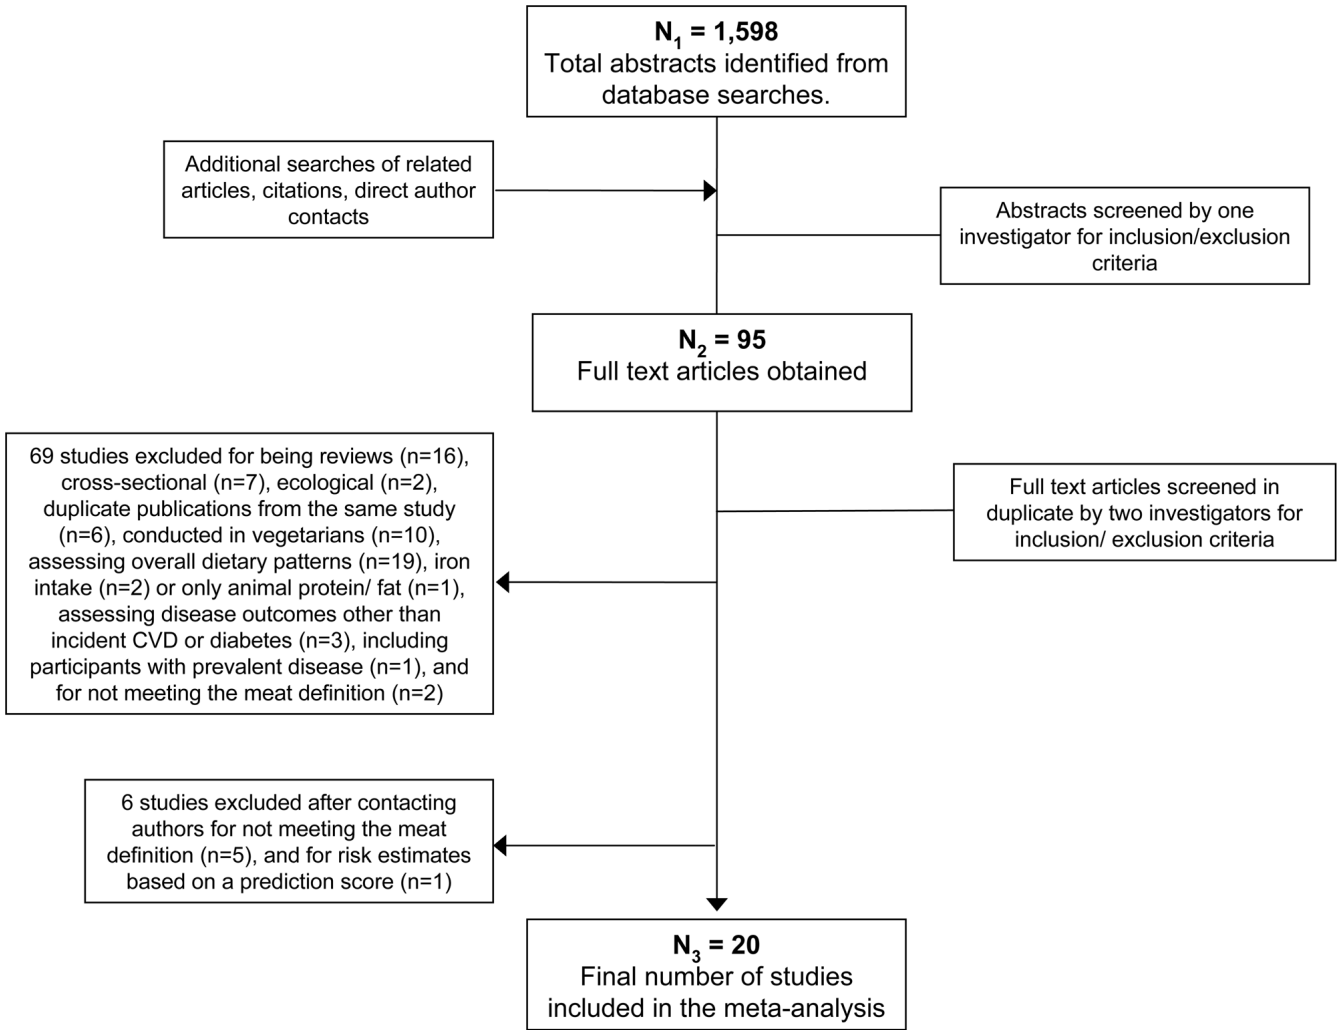 N1 = 1,598
Total abstracts identified from
database searches.
Additional searches of related
articles, citations, direct author
contacts
Abstracts screened by one
investigator for inclusion/exclusion
criteria
N2 = 95
Full text articles obtained
69 studies excluded for being reviews (n=16),
cross-sectional (n=7), ecological (n=2),
duplicate publications from the same study
(n=6), conducted in vegetarians (n=10),
assessing overall dietary patterns (n=19), iron
intake (n=2) or only animal protein/ fat (n=1),
assessing disease outcomes other than
incident CVD or diabetes (n=3), including
participants with prevalent disease (n=1), and
for not meeting the meat definition (n=2)
Full text articles screened in
duplicate by two investigators for
inclusion/ exclusion criteria
6 studies excluded after contacting
authors for not meeting the meat
definition (n=5), and for risk estimates
based on a prediction score (n=1)
N3 = 20
Final number of studies
included in the meta-analysis